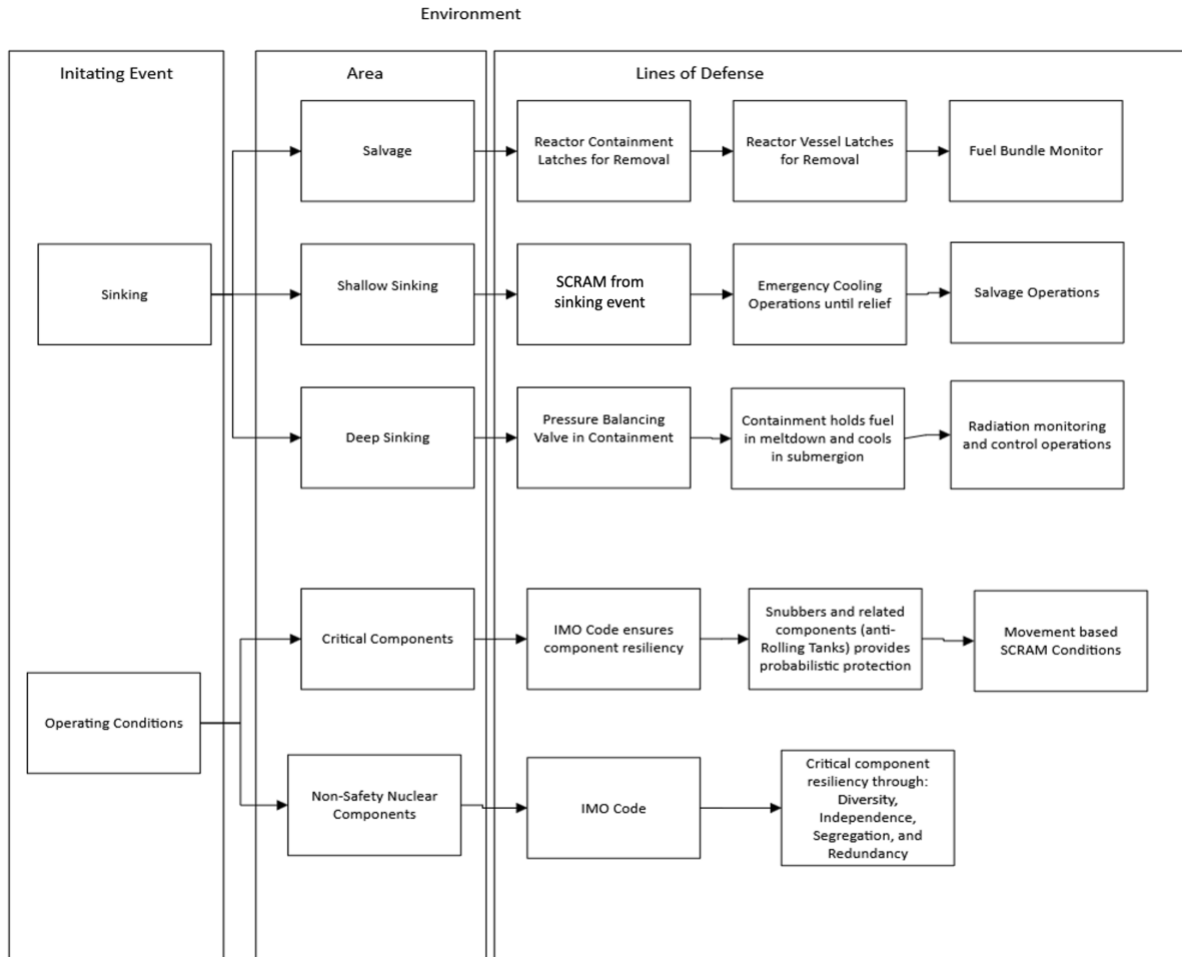 Environment
Initating Event
Area
Lines of Defense
Salvage
Reactor Containment
Latches for Removal
Reactor Vessel Latches
for Removal
Fuel Bundle Monitor
Sinking
Shallow Sinking
SCRAM from
sinking event
Emergency Cooling
Operations until relief
Salvage Operations
Deep Sinking
Pressure Balancing
Valve in Containment
Containment holds fuel
in meltdown and cools
in submergion
Radiation monitoring
and control operations
Critical Components
IMO Code ensures
component resiliency
Snubbers and related
components (anti-
Rolling Tanks) provides
probabilistic protection
Movement based
SCRAM Conditions
Operating Conditions
Non-Safety Nuclear
Components
IMO Code
Critical component
resiliency through:
Diversity,
Independence,
Segregation, and
Redundancy